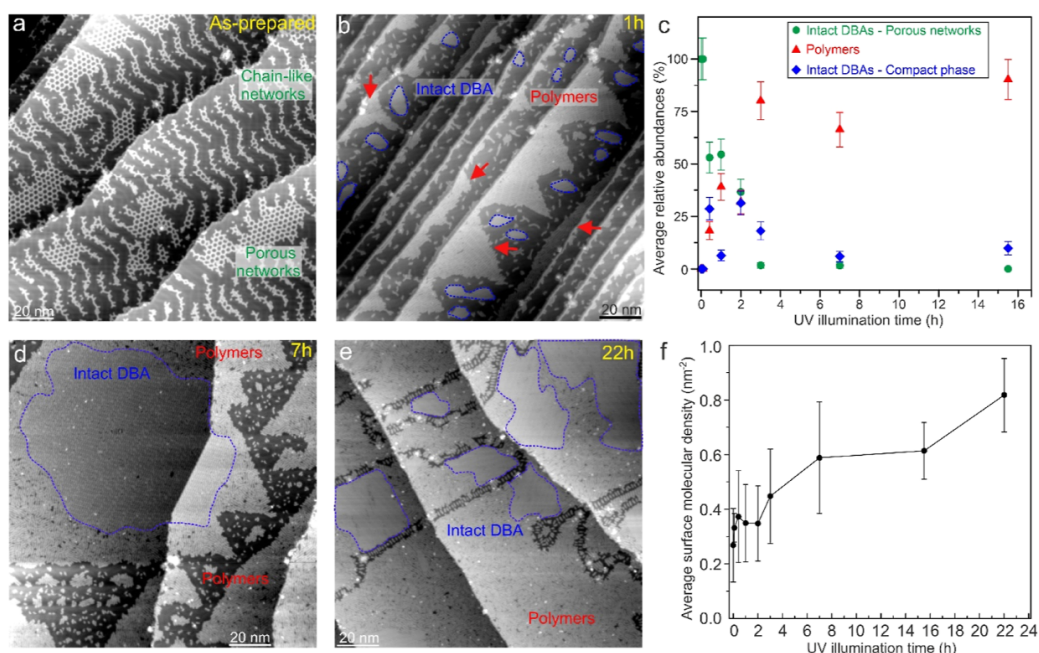 a
As-prepared
Chain-like
networks
Porous
networks
20 nm
b
1h
Intact DBA
Polymers
20 nm
c
Intact DBAs - Porous networks
Polymers
Intact DBAs - Compact phase
Average relative abundances (%)
100
75
50
25
0
0 2 4 6 8 10 12 14 16
UV illumination time (h)
d
7h
Polymers
Intact DBA
Polymers
20 nm
e
22h
Intact DBA
Polymers
20 nm
f
Average surface molecular density (nm⁻²)
1.0
0.8
0.6
0.4
0.2
0.0
0 2 4 6 8 10 12 14 16 18 20 22 24
UV illumination time (h)